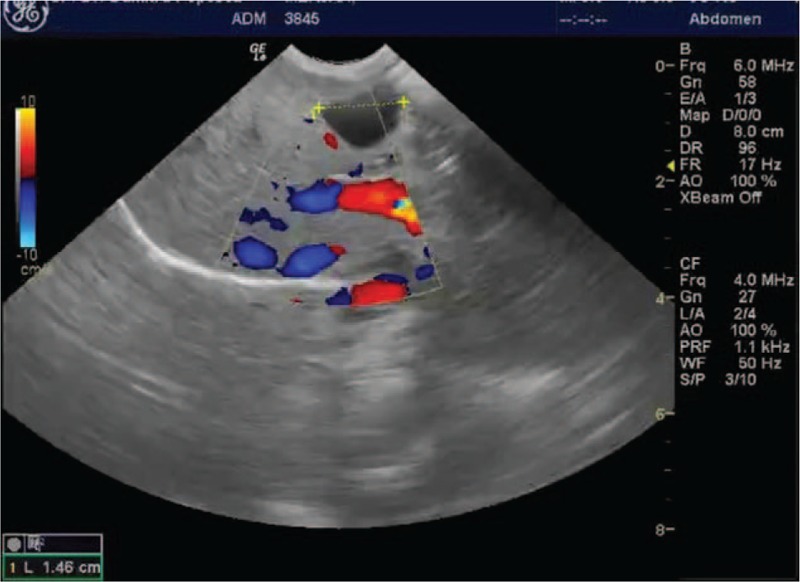 ADM 3845
--:--:--
Abdomen
GE
L6
10
-10
cm/
B
Frq 6.0 MHz
Gn 58
E/A 1/3
Map D/0/0
D 8.0 cm
DR 96
FR 17 Hz
AO 100 %
XBeam Off
CF
Frq 4.0 MHz
Gn 27
L/A 2/4
AO 100 %
PRF 1.1 kHz
WF 50 Hz
S/P 3/10
0-
2-
4-
6-
8-
1 L 1.46 cm